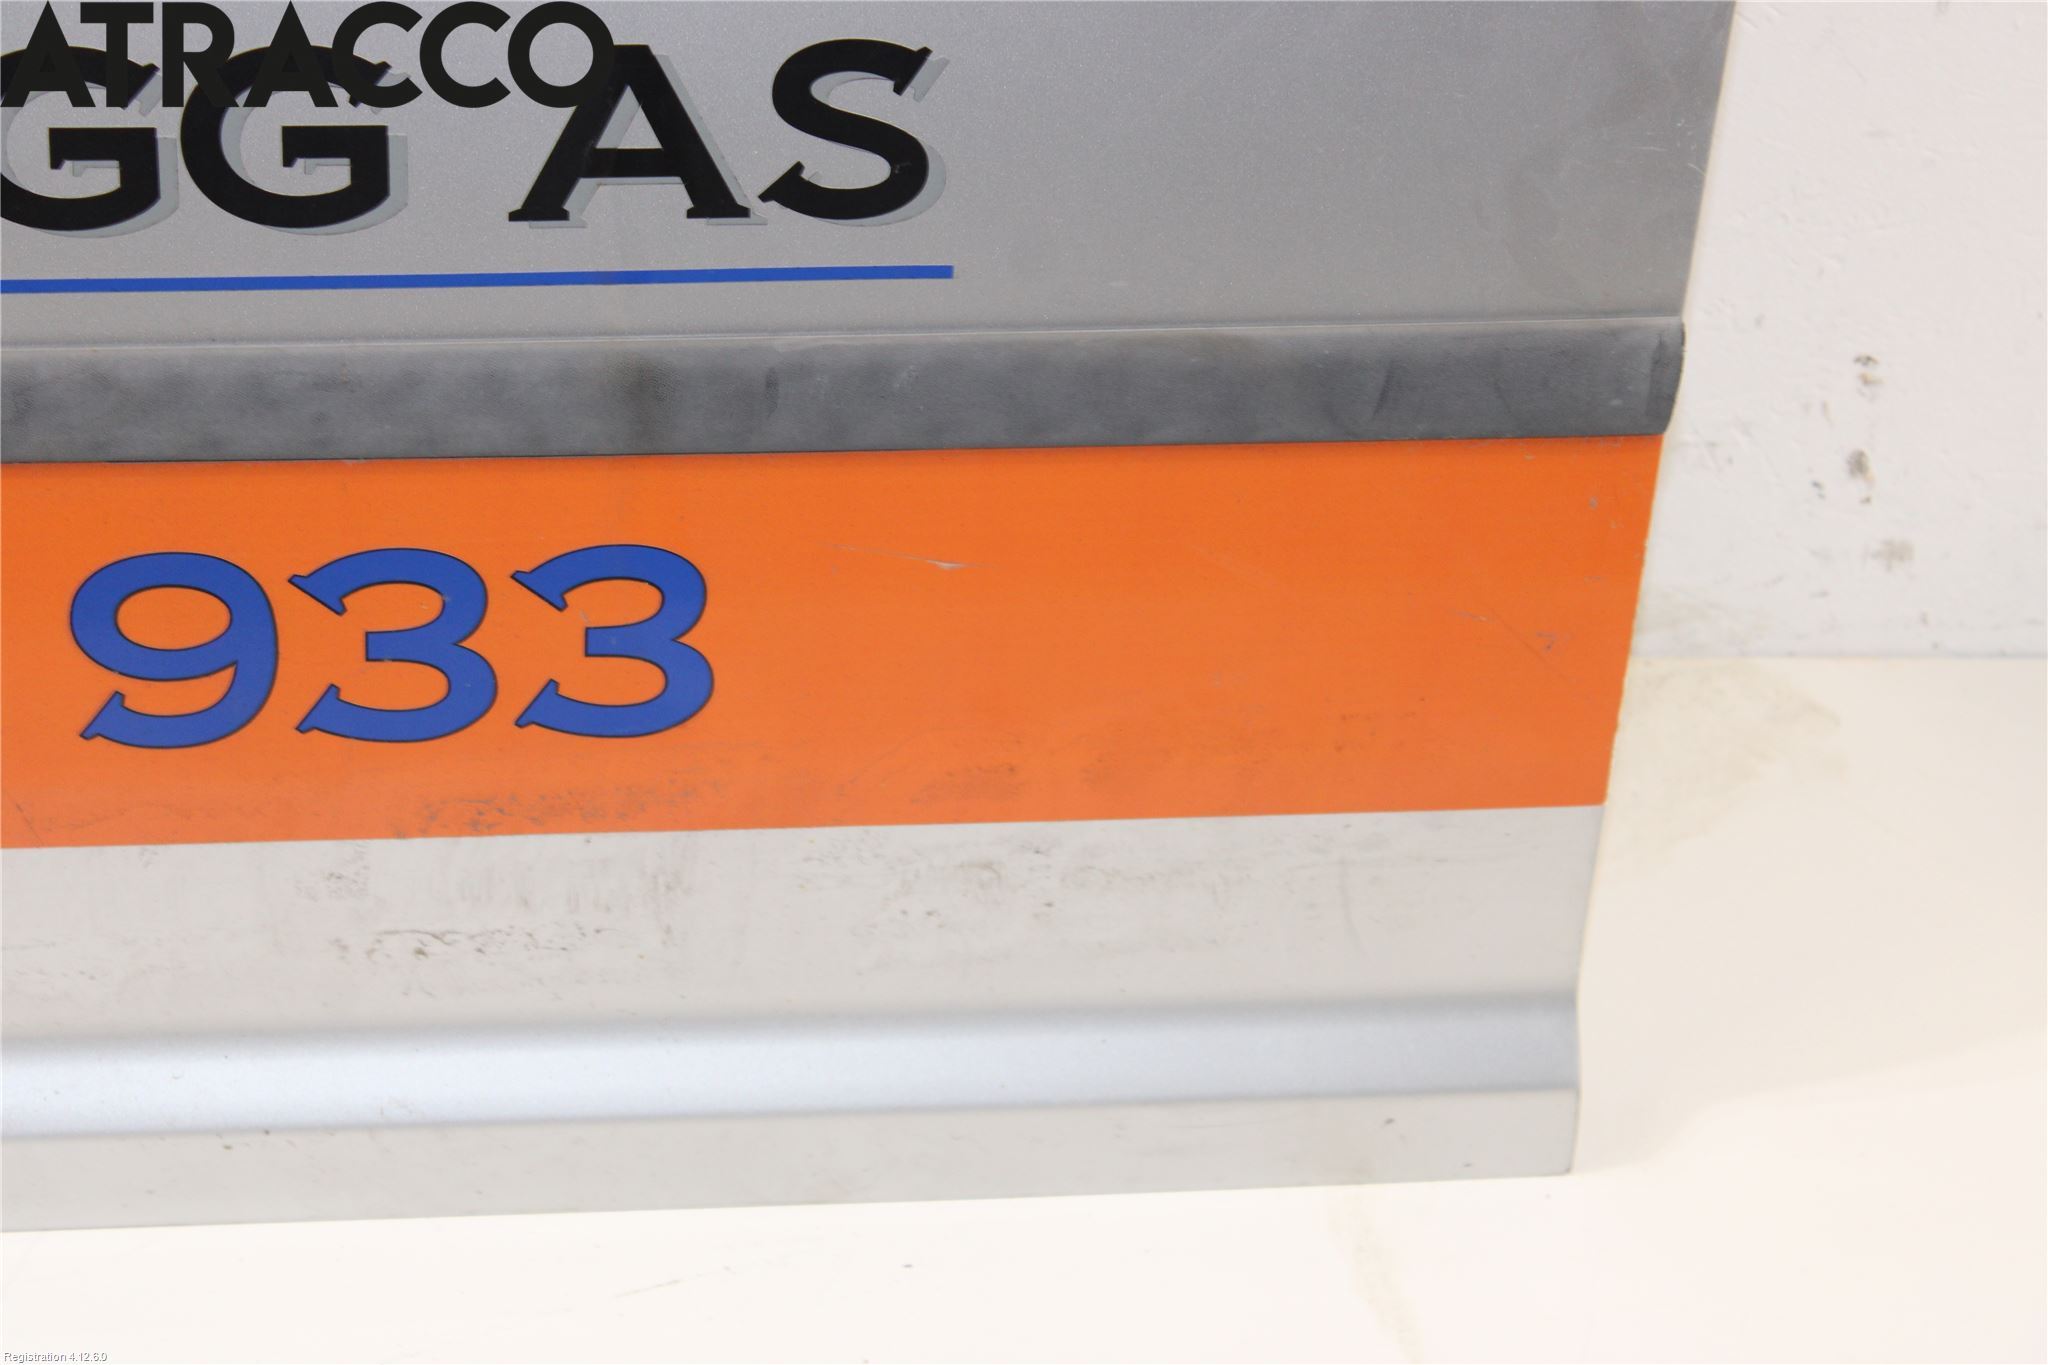 ATRACCO
GG AS
933
Registration 4.12.6.0